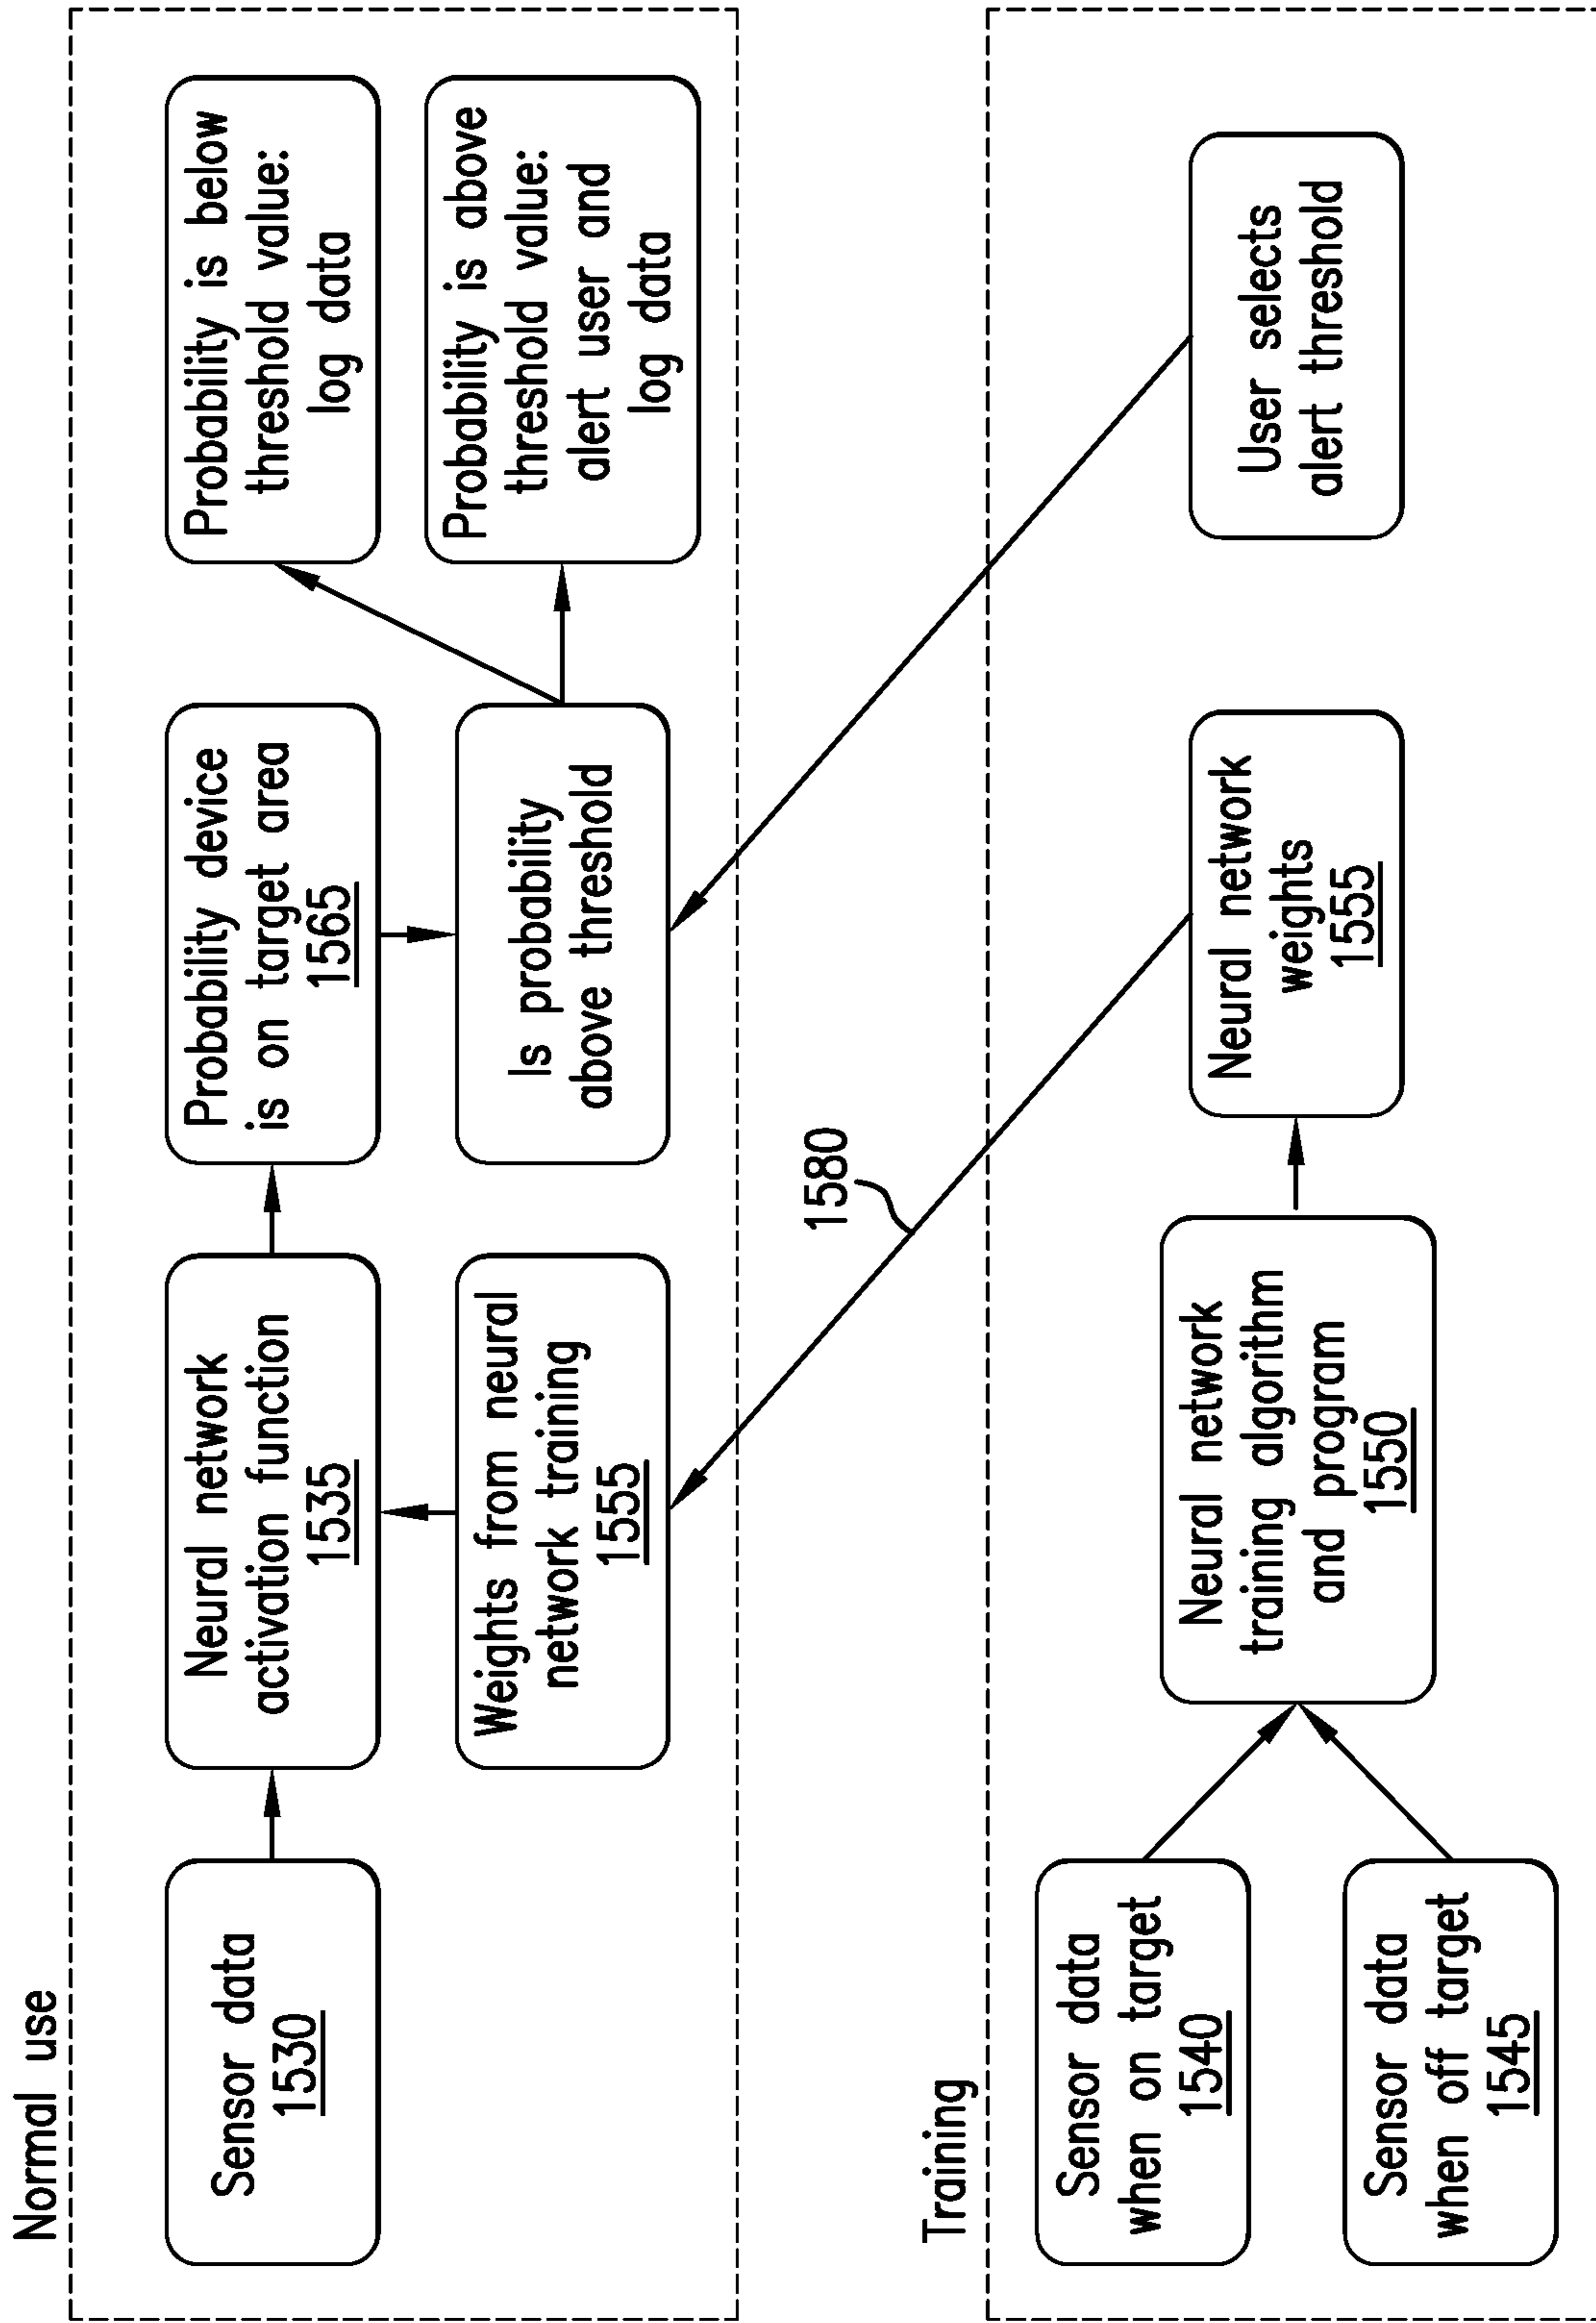 Normal use
Sensor data
1530
Neural network
activation function
1535
Weights from neural
network training
1555
Probability device
is on target area
1565
Is probability
above threshold
Probability is below
threshold value:
log data
Probability is above
threshold value:
alert user and
log data
1580
Training
Sensor data
when on target
1540
Sensor data
when off target
1545
Neural network
training algorithm
and program
1550
Neural network
weights
1555
User selects
alert threshold